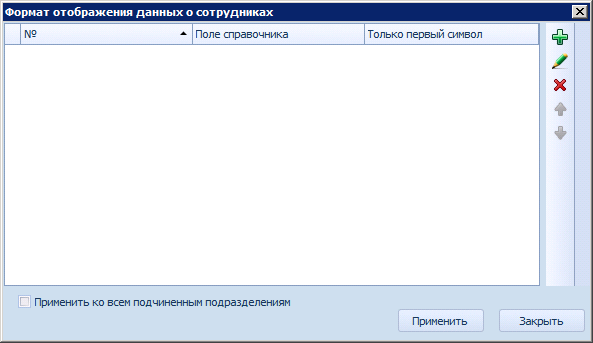 Формат отображения данных о сотрудниках
№ Поле справочника Только первый символ
Применить ко всем подчиненным подразделениям
Применить Закрыть